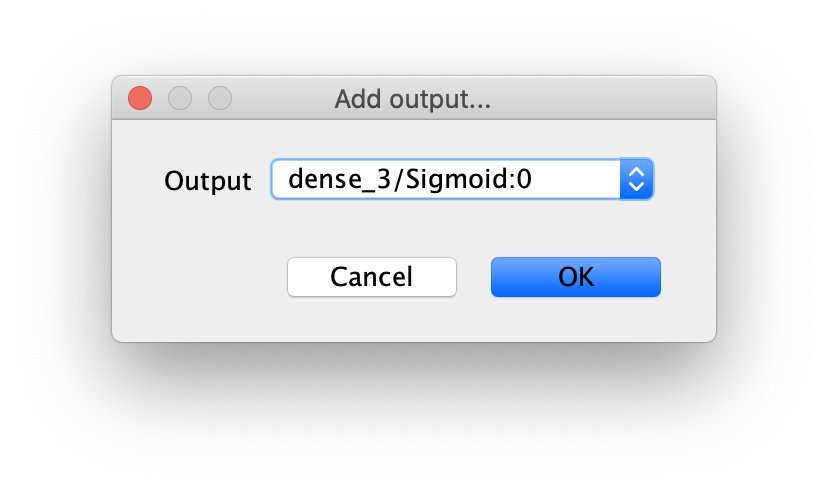 Add output...
Output dense_3/Sigmoid:0
Cancel OK